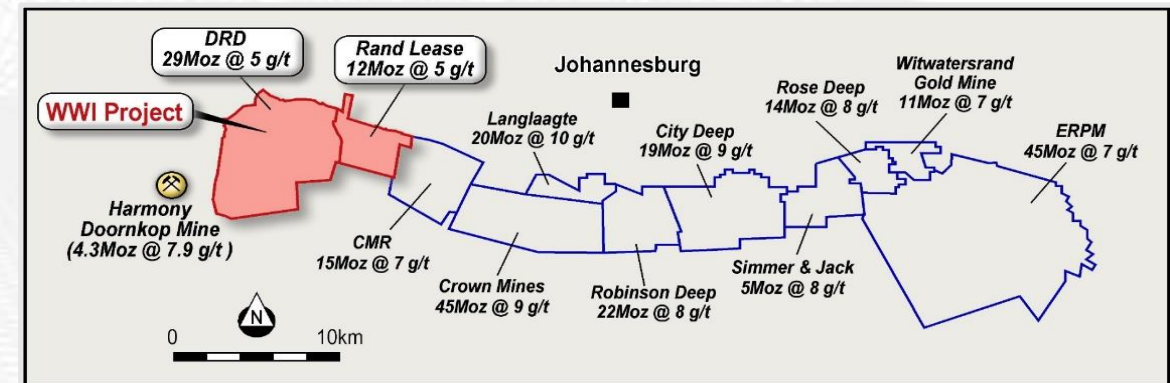 DRD
29Moz @ 5 g/t
Rand Lease
12Moz @ 5 g/t
WWI Project
Johannesburg
Langlaagte
20Moz @ 10 g/t
City Deep
19Moz @ 9 g/t
Rose Deep
14Moz @ 8 g/t
Witwatersrand
Gold Mine
11Moz @ 7 g/t
ERPM
45Moz @ 7 g/t
Harmony
Doornkop Mine
(4.3Moz @ 7.9 g/t )
CMR
15Moz @ 7 g/t
Crown Mines
45Moz @ 9 g/t
Robinson Deep
22Moz @ 8 g/t
Simmer & Jack
5Moz @ 8 g/t
N
0 10km